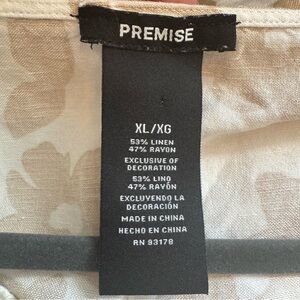 PREMISE
XL/XG
53% LINEN
47% RAYON
EXCLUSIVE OF
DECORATION
53% LINO
47% RAYÓN
EXCLUYENDO LA
DECORACIÓN
MADE IN CHINA
HECHO EN CHINA
RN 93178